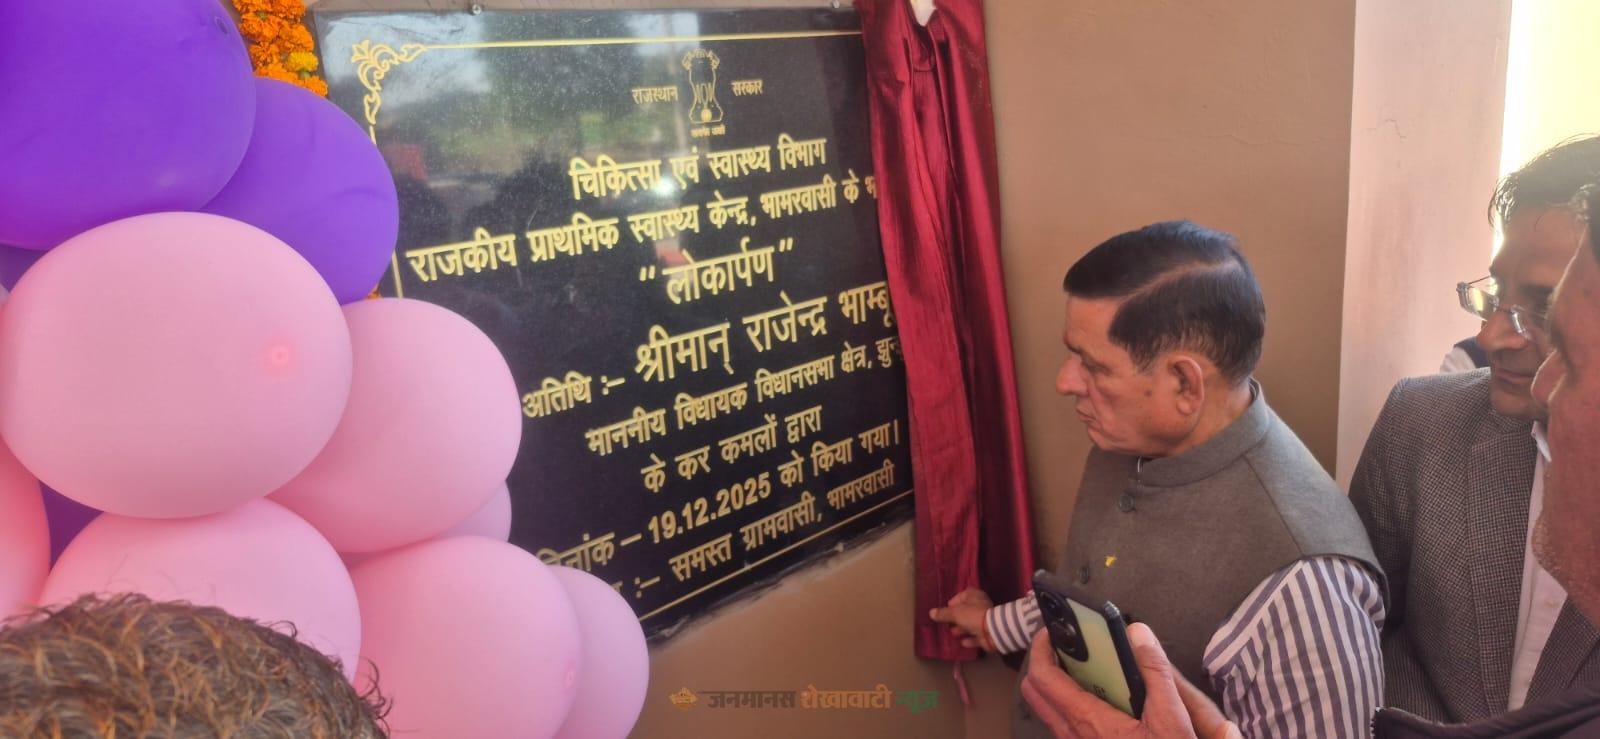 राजस्थान सरकार
चिकित्सा एवं स्वास्थ्य विभाग
राजकीय प्राथमिक स्वास्थ्य केन्द्र, भामरवासी के
“लोकार्पण”
अतिथि :– श्रीमान् राजेन्द्र भाम्बू
माननीय विधायक विधानसभा क्षेत्र,
के कर कमलों द्वारा
– 19.12.2025 को किया गया।
:– समस्त ग्रामवासी, भामरवासी
जनमानस शेखावाटी न्यूज